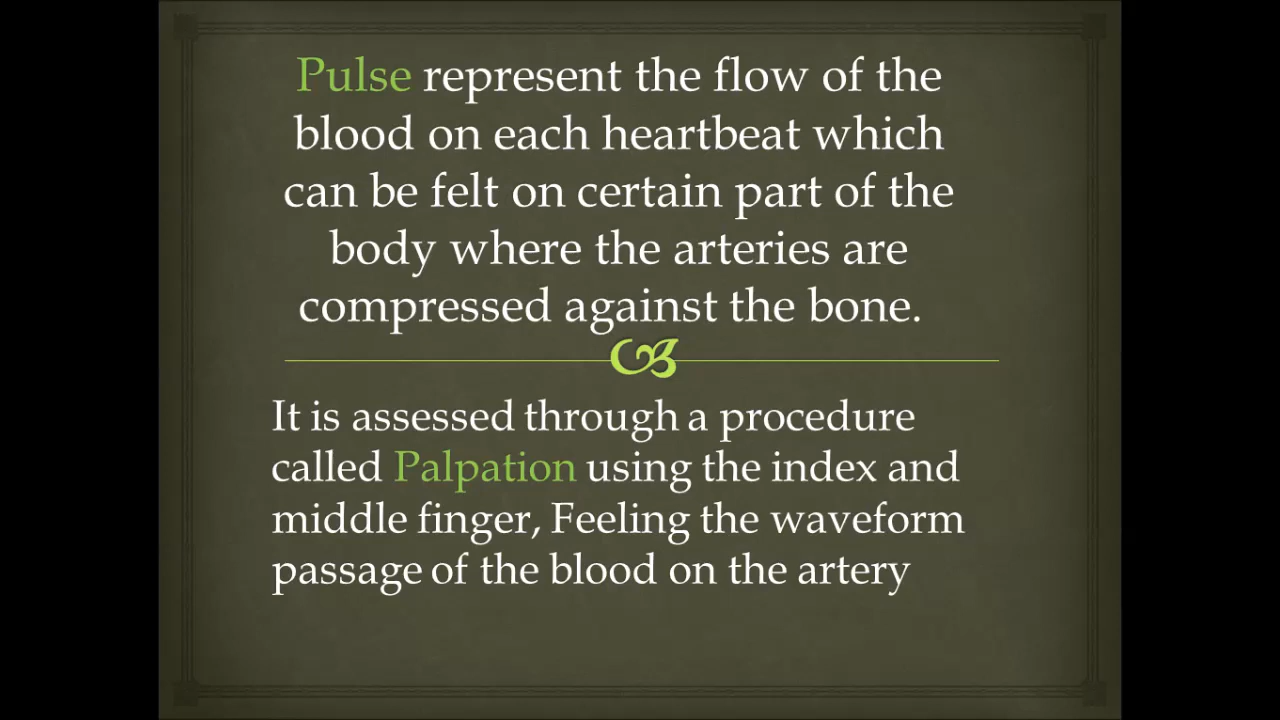 Pulse represent the flow of the
blood on each heartbeat which
can be felt on certain part of the
body where the arteries are
compressed against the bone.
It is assessed through a procedure
called Palpation using the index and
middle finger, Feeling the waveform
passage of the blood on the artery